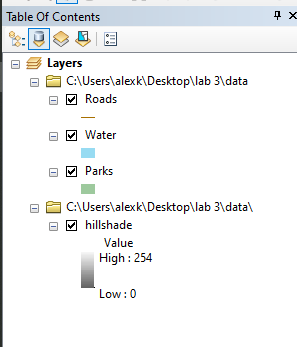 Table Of Contents
Layers
C:\Users\alexk\Desktop\lab 3\data
Roads
Water
Parks
C:\Users\alexk\Desktop\lab 3\data\
hillshade
Value
High : 254
Low : 0